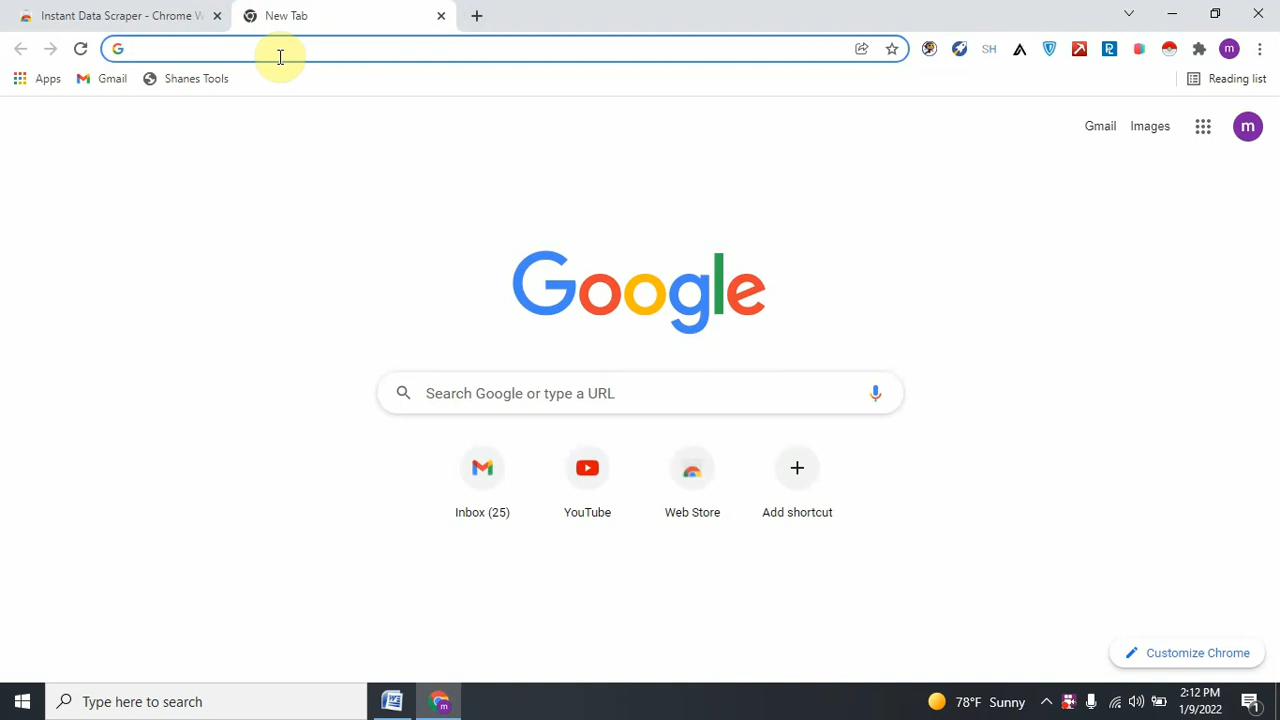 Instant Data Scraper - Chrome W
New Tab
SH
Apps
Gmail
Shanes Tools
m
Reading list
Gmail
Images
m
Google
Search Google or type a URL
Inbox (25)
YouTube
Web Store
Add shortcut
Customize Chrome
Type here to search
78°F Sunny
2:12 PM
1/9/2022